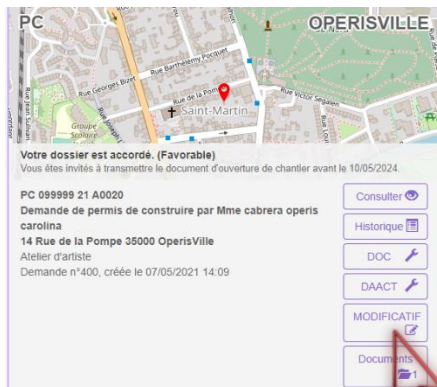 PC OPERISVILLE
Rue Barthélémy Pocquet
Rue Georges Bizet
Rue de la Pom
Rue Victor Segalen
Saint-Martin
Groupe
Scolaire
Votre dossier est accordé. (Favorable)
Vous êtes invités à transmettre le document d'ouverture de chantier avant le 10/05/2024.
PC 099999 21 A0020
Demande de permis de construire par Mme cabrera operis
carolina
14 Rue de la Pompe 35000 OperisVille
Atelier d'artiste
Demande n°400, créée le 07/05/2021 14:09
Consulter
Historique
DOC
DAACT
MODIFICATIF
Documents
1